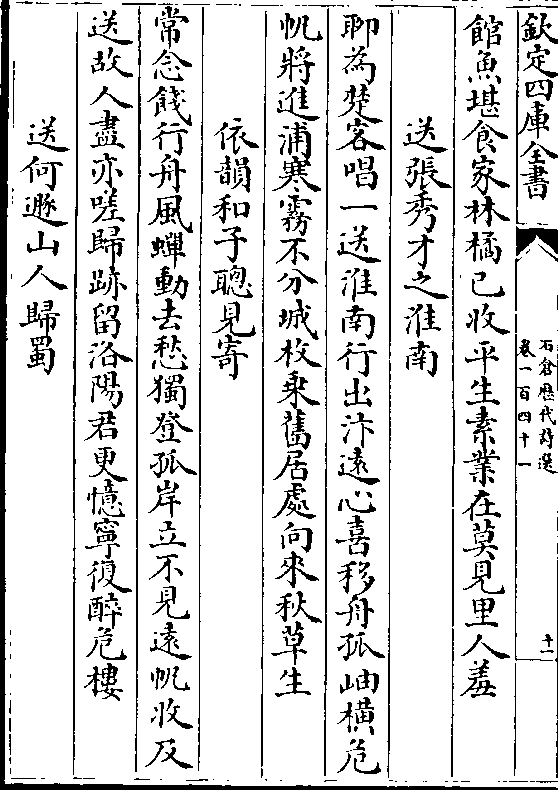 欽定四庫全書
石倉歷代詩選
卷一百四十一
十一
館魚堪食家林橘已收平生素業在莫見里人羞
送張秀才之淮南
聊為楚客唱一送淮南行出汴遠心喜移舟孤岫橫危
帆將進浦寒霧不分城枚乗舊居處向來秋草生
依韻和子聰見寄
常念餞行舟風蟬動去愁獨登孤岸立不見遠帆收及
送故人盡亦嗟歸跡留洛陽君更憶寧復醉危樓
送何遯山人歸蜀